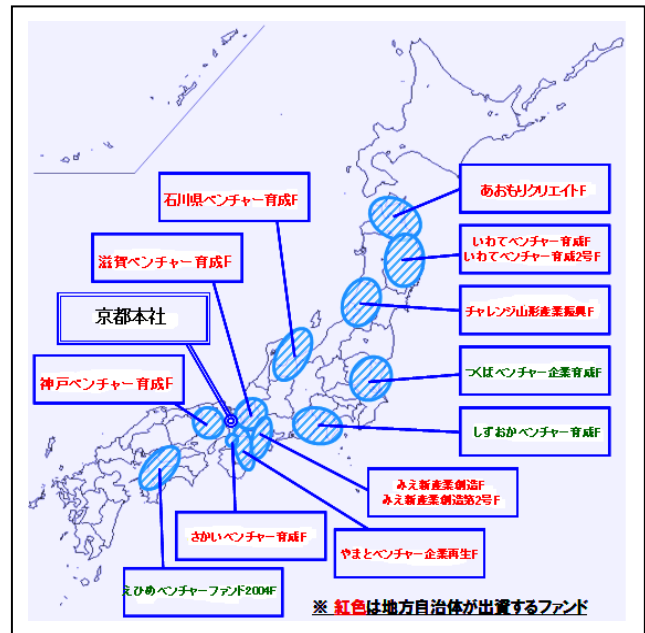 石川県ベンチャー育成F
あおもりクリエイトF
いわてベンチャー育成F
いわてベンチャー育成2号F
滋賀ベンチャー育成F
京都本社
チャレンジ山形産業振興F
神戸ベンチャー育成F
つくばベンチャー企業育成F
しずおかベンチャー育成F
みえ新産業創造F
みえ新産業創造第2号F
さかいベンチャー育成F
やまとベンチャー企業再生F
えひめベンチャーファンド2004F
※ 紅色は地方自治体が出資するファンド